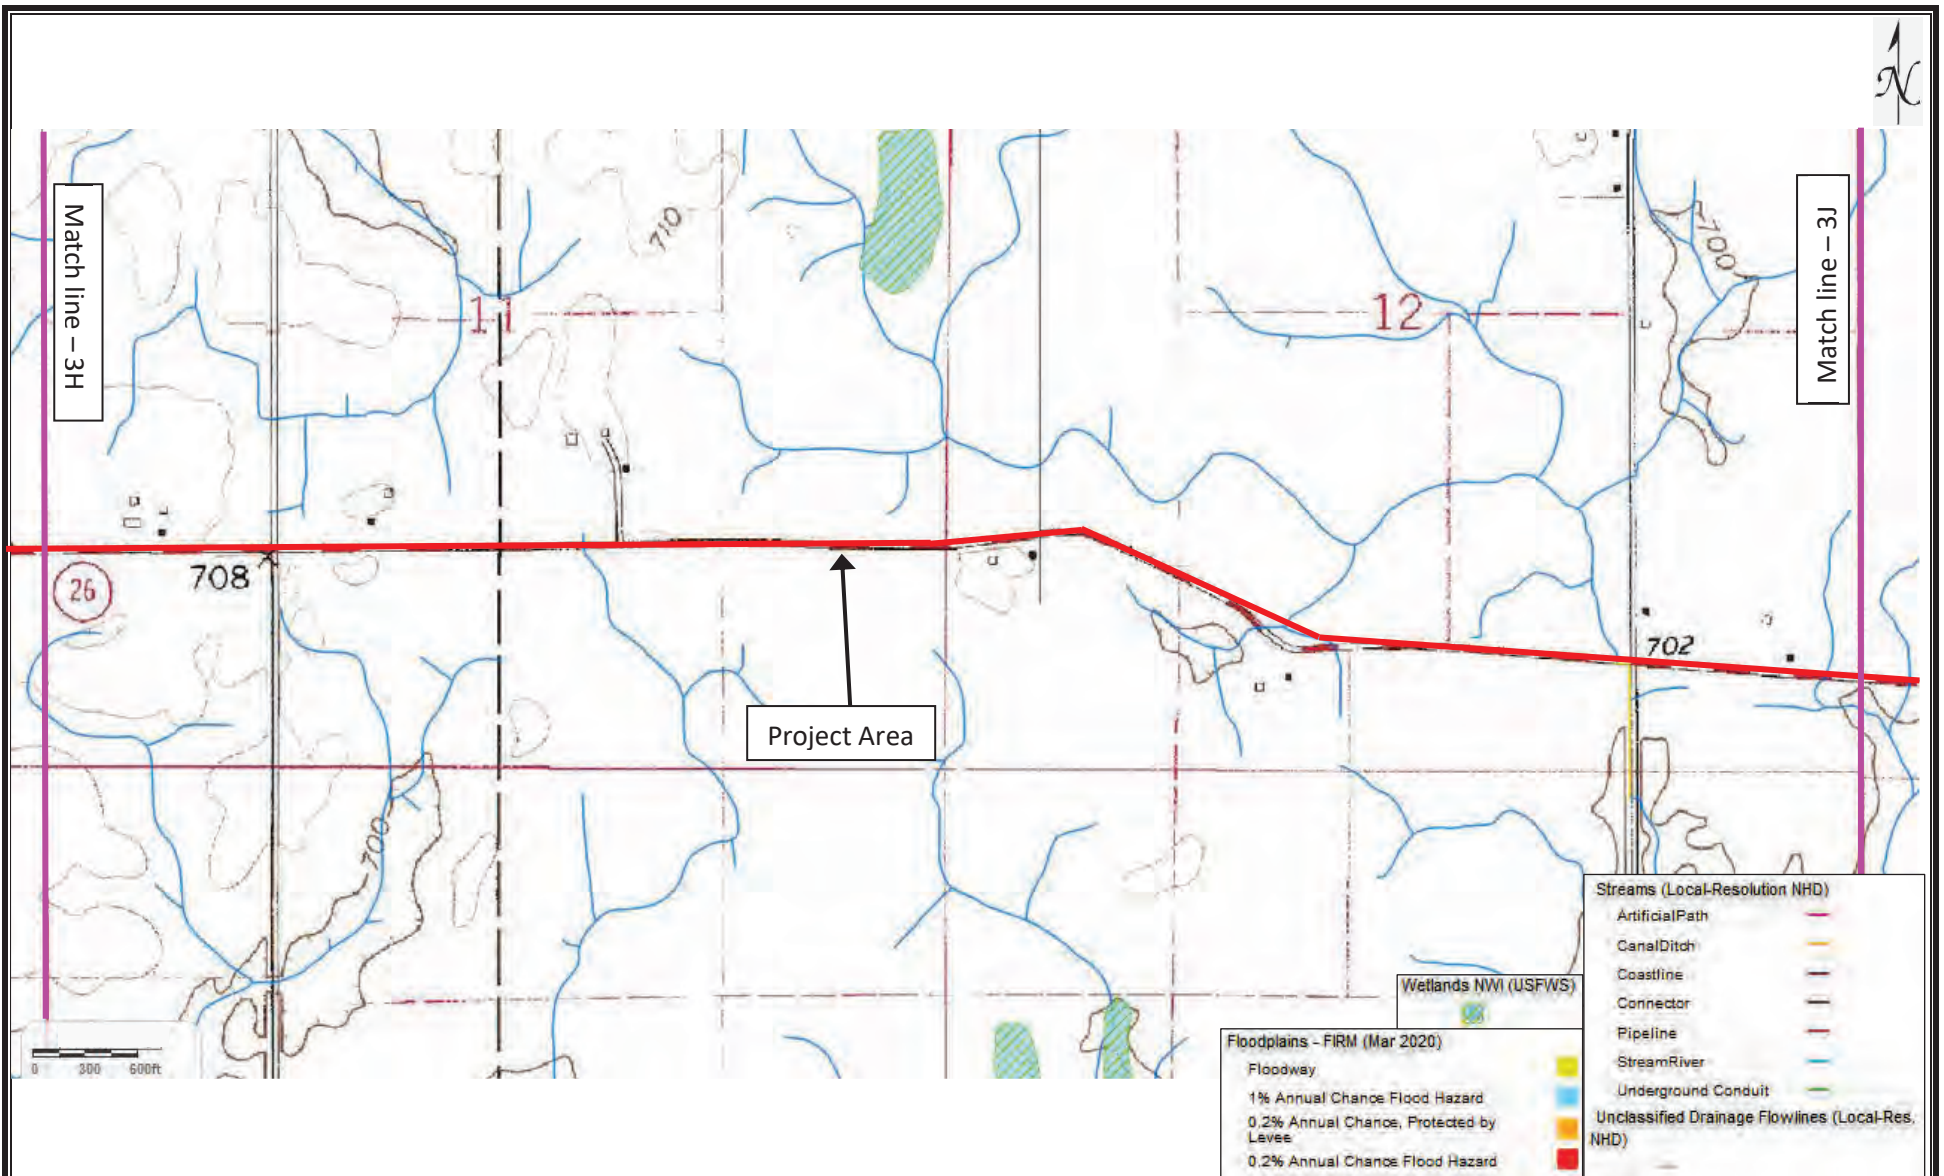 N
Match line – 3H
Match line – 3J
710
700
11
12
708
26
702
Project Area
700
0 300 600ft
Wetlands NWI (USFWS)
Floodplains - FIRM (Mar 2020)
Floodway
1% Annual Chance Flood Hazard
0.2% Annual Chance, Protected by
Levee
0.2% Annual Chance Flood Hazard
Streams (Local-Resolution NHD)
ArtificialPath
CanalDitch
Coastline
Connector
Pipeline
StreamRiver
Underground Conduit
Unclassified Drainage Flowlines (Local-Res.
NHD)